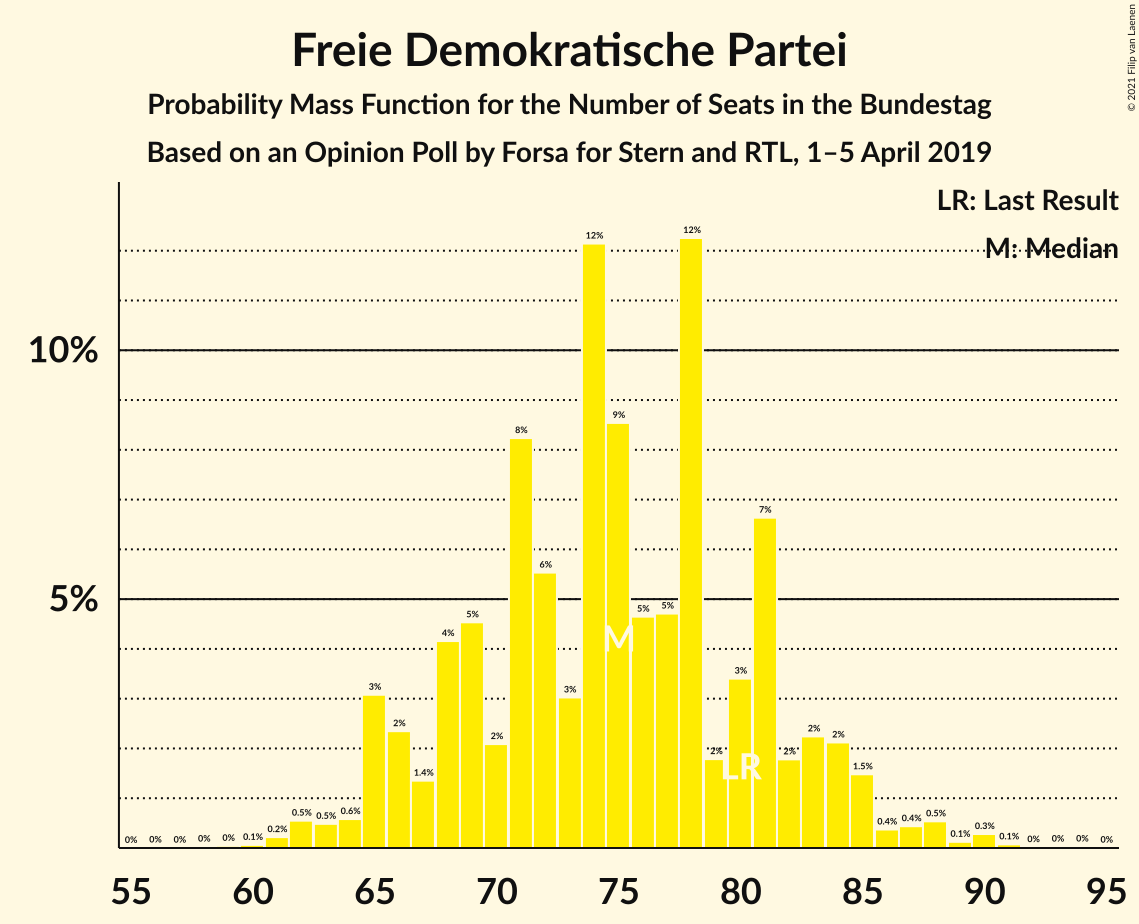 Freie Demokratische Partei
Probability Mass Function for the Number of Seats in the Bundestag
Based on an Opinion Poll by Forsa for Stern and RTL, 1–5 April 2019
© 2021 Filip van Laenen
LR: Last Result
M: Median
10%
5%
0% 0% 0% 0% 0% 0.1% 0.2% 0.5% 0.5% 0.6% 3% 2% 1.4% 4% 5% 2% 8% 6% 3% 12% 9% 5% 5% 12% 2% 3% 7% 2% 2% 2% 1.5% 0.4% 0.4% 0.5% 0.1% 0.3% 0.1% 0% 0% 0% 0%
M
LR
55 60 65 70 75 80 85 90 95